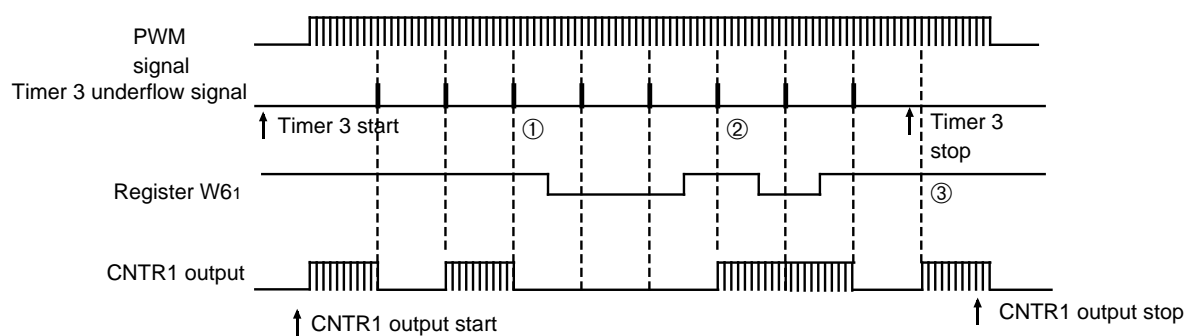 PWM
signal
Timer 3 underflow signal
Timer 3 start
①
②
Timer 3
stop
Register W61
③
CNTR1 output
CNTR1 output start
CNTR1 output stop